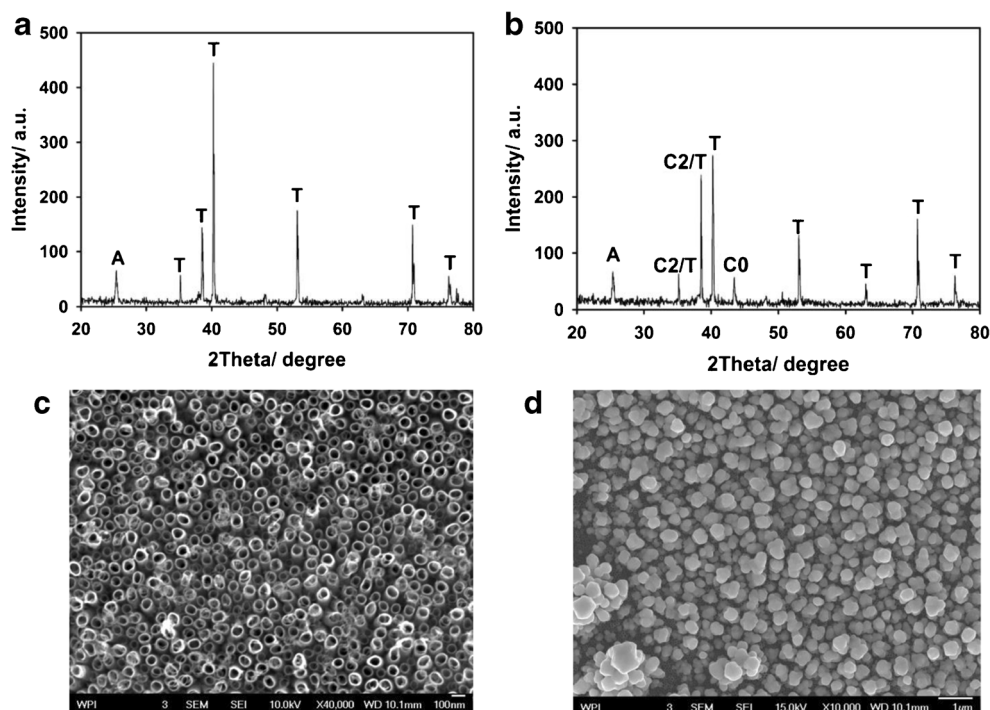 a
500
400
300
200
100
0
Intensity/ a.u.
A
T
T
T
T
T
T
20 30 40 50 60 70 80
2Theta/ degree
b
500
400
300
200
100
0
Intensity/ a.u.
A
C2/T
C2/T
T
C0
T
T
T
T
20 30 40 50 60 70 80
2Theta/ degree
c
WPI 3 SEM SEI 10.0kV X40,000 WD 10.1mm 100nm
d
WPI 3 SEM SEI 15.0kV X10,000 WD 10.1mm 1µm